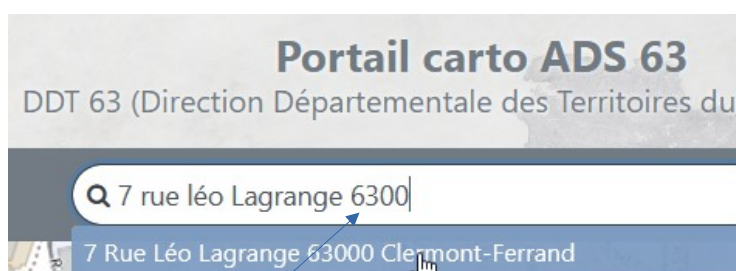 Portail carto ADS 63
DDT 63 (Direction Départementale des Territoires du
7 rue léo Lagrange 6300
7 Rue Léo Lagrange 63000 Clermont-Ferrand